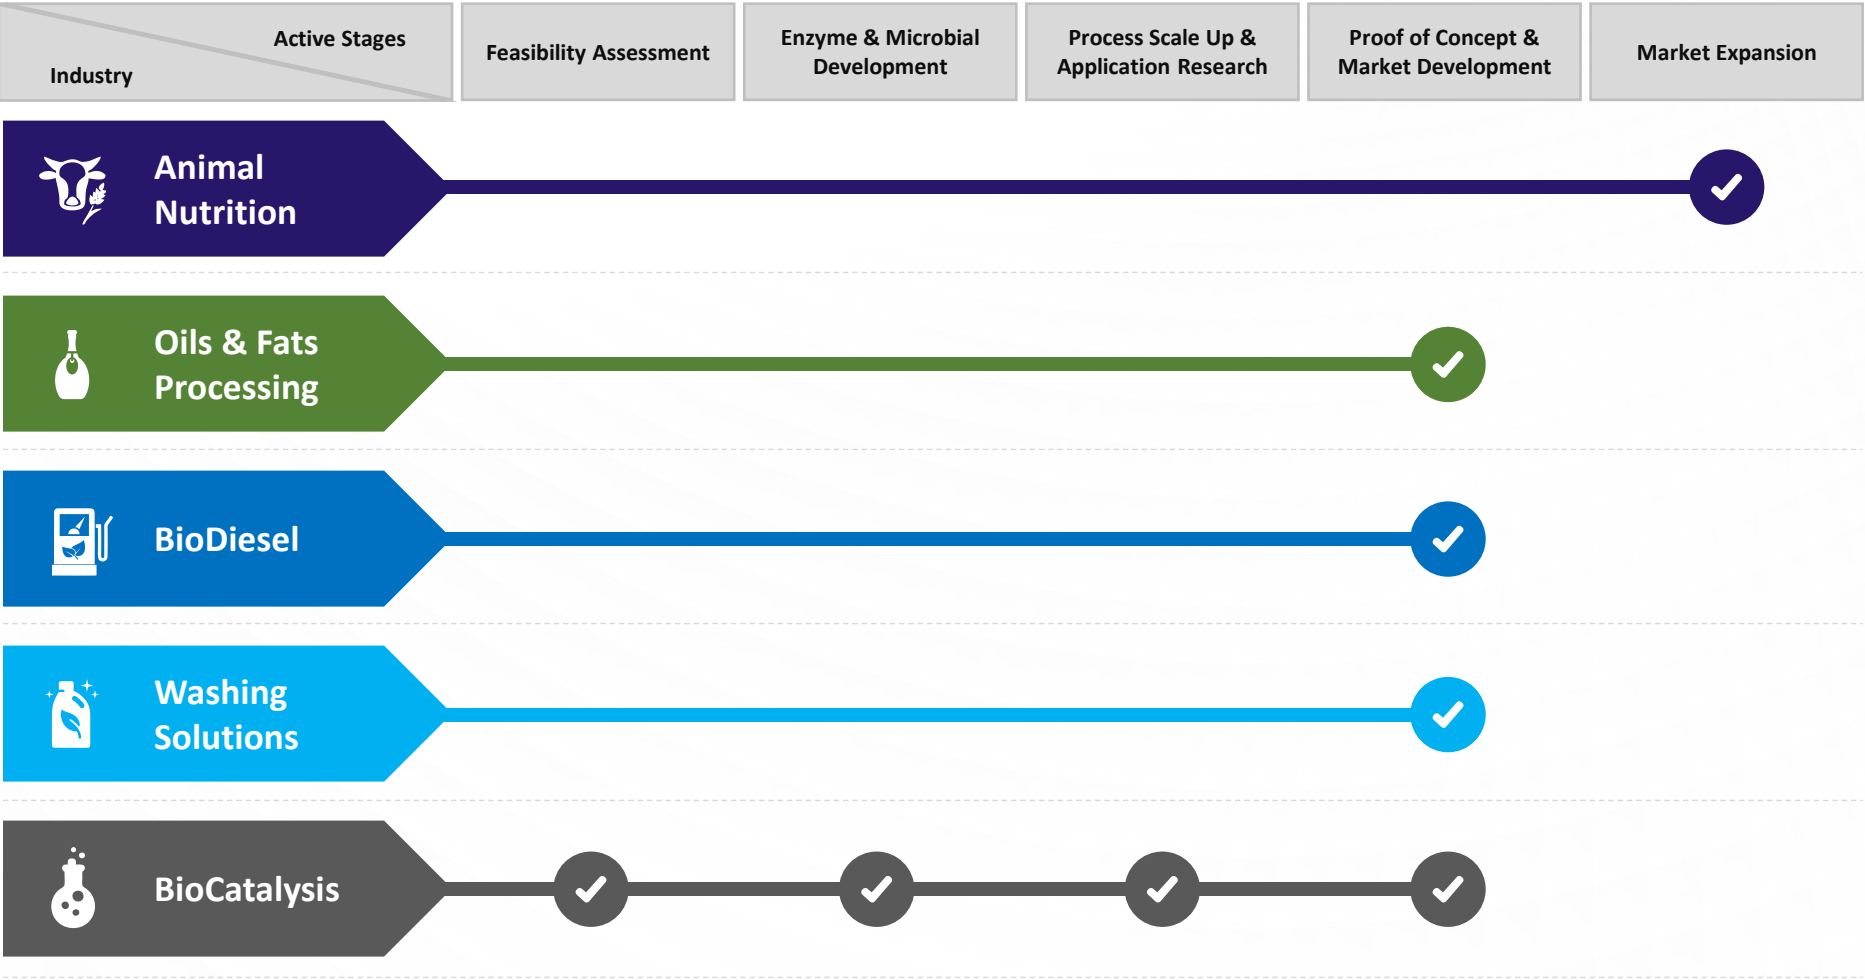 Active Stages
Industry
Feasibility Assessment
Enzyme & Microbial
Development
Process Scale Up &
Application Research
Proof of Concept &
Market Development
Market Expansion
Animal
Nutrition
Oils & Fats
Processing
BioDiesel
Washing
Solutions
BioCatalysis